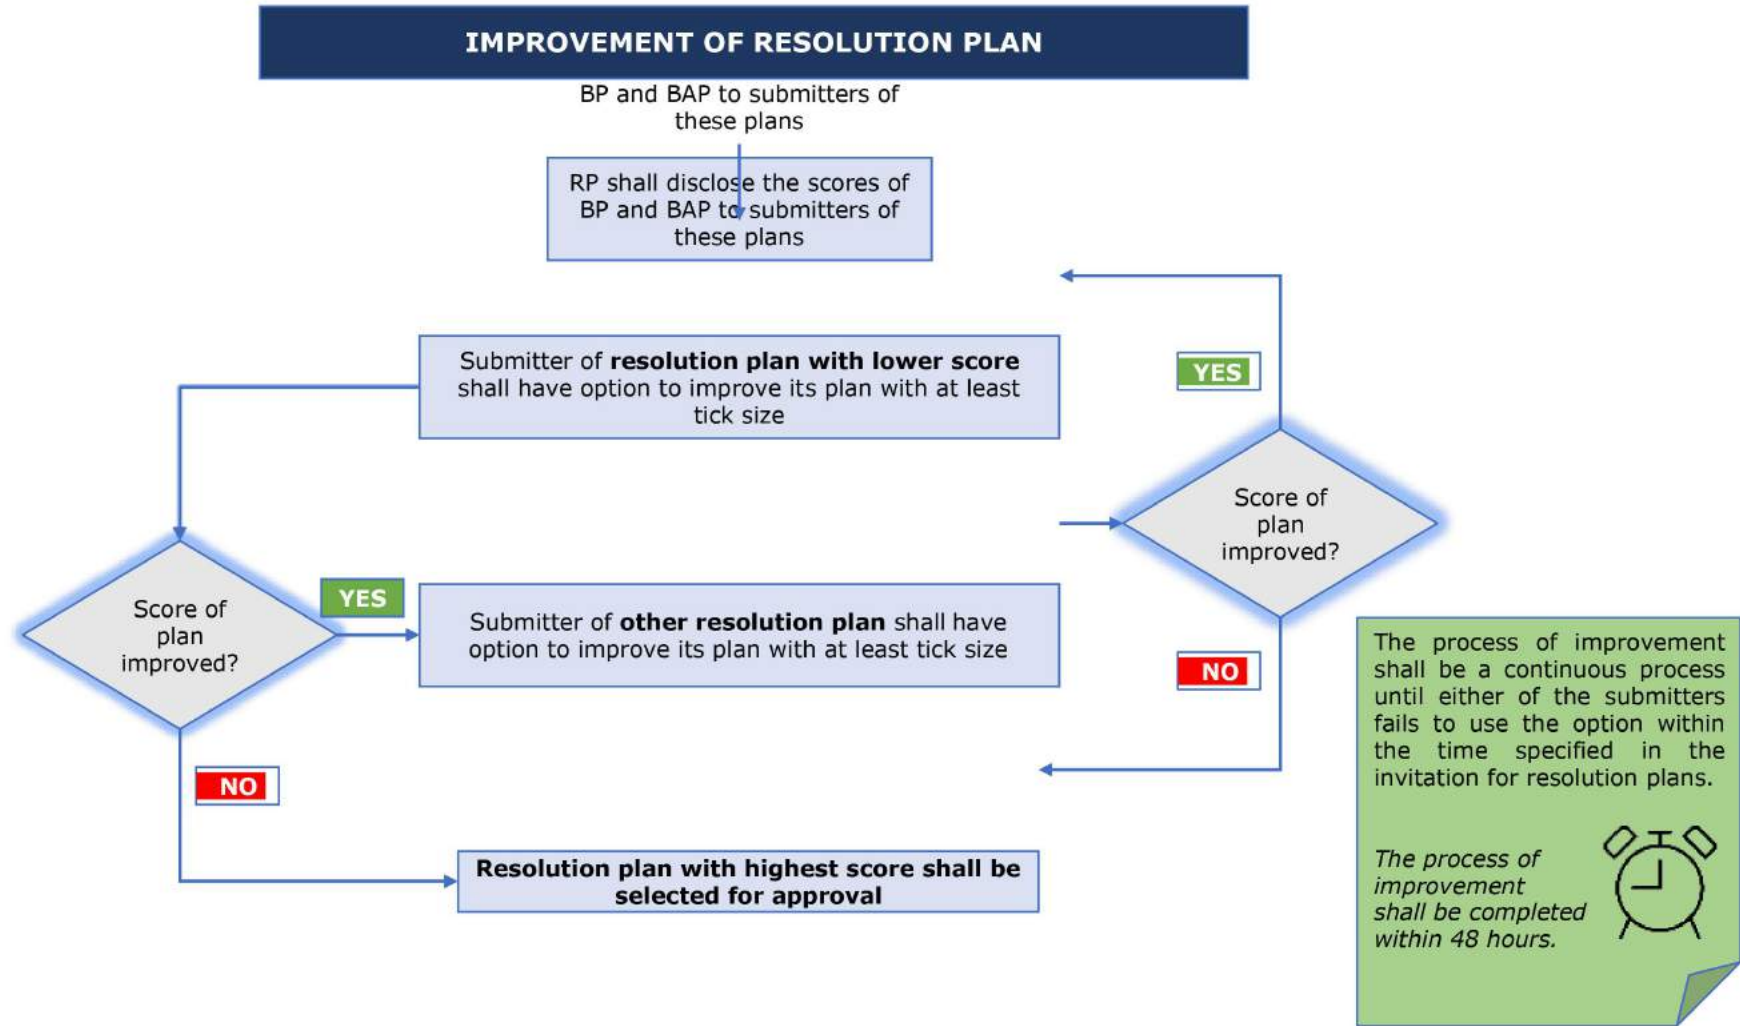 IMPROVEMENT OF RESOLUTION PLAN
BP and BAP to submitters of
these plans
RP shall disclose the scores of
BP and BAP to submitters of
these plans
Submitter of resolution plan with lower score
shall have option to improve its plan with at least
tick size
YES
Score of
plan
improved?
Score of
plan
improved?
YES
Submitter of other resolution plan shall have
option to improve its plan with at least tick size
NO
NO
Resolution plan with highest score shall be
selected for approval
The process of improvement
shall be a continuous process
until either of the submitters
fails to use the option within
the time specified in the
invitation for resolution plans.
The process of
improvement
shall be completed
within 48 hours.